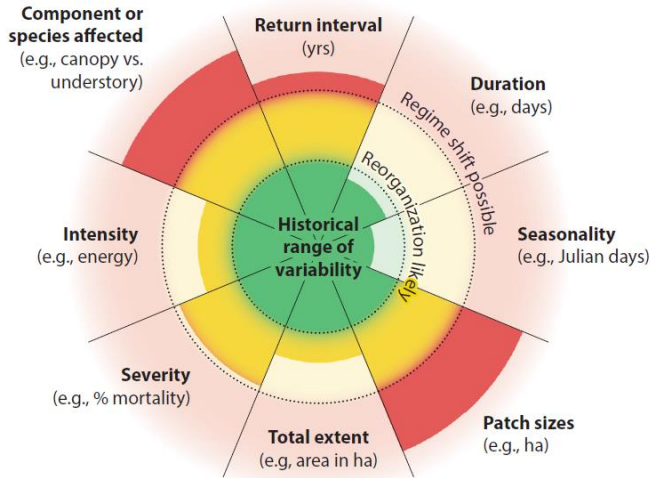 Component or
species affected
(e.g., canopy vs.
understory)
Return interval
(yrs)
Duration
(e.g., days)
Regime shift possible
Reorganization likely
Historical
range of
variability
Intensity
(e.g., energy)
Seasonality
(e.g., Julian days)
Severity
(e.g., % mortality)
Total extent
(e.g, area in ha)
Patch sizes
(e.g., ha)